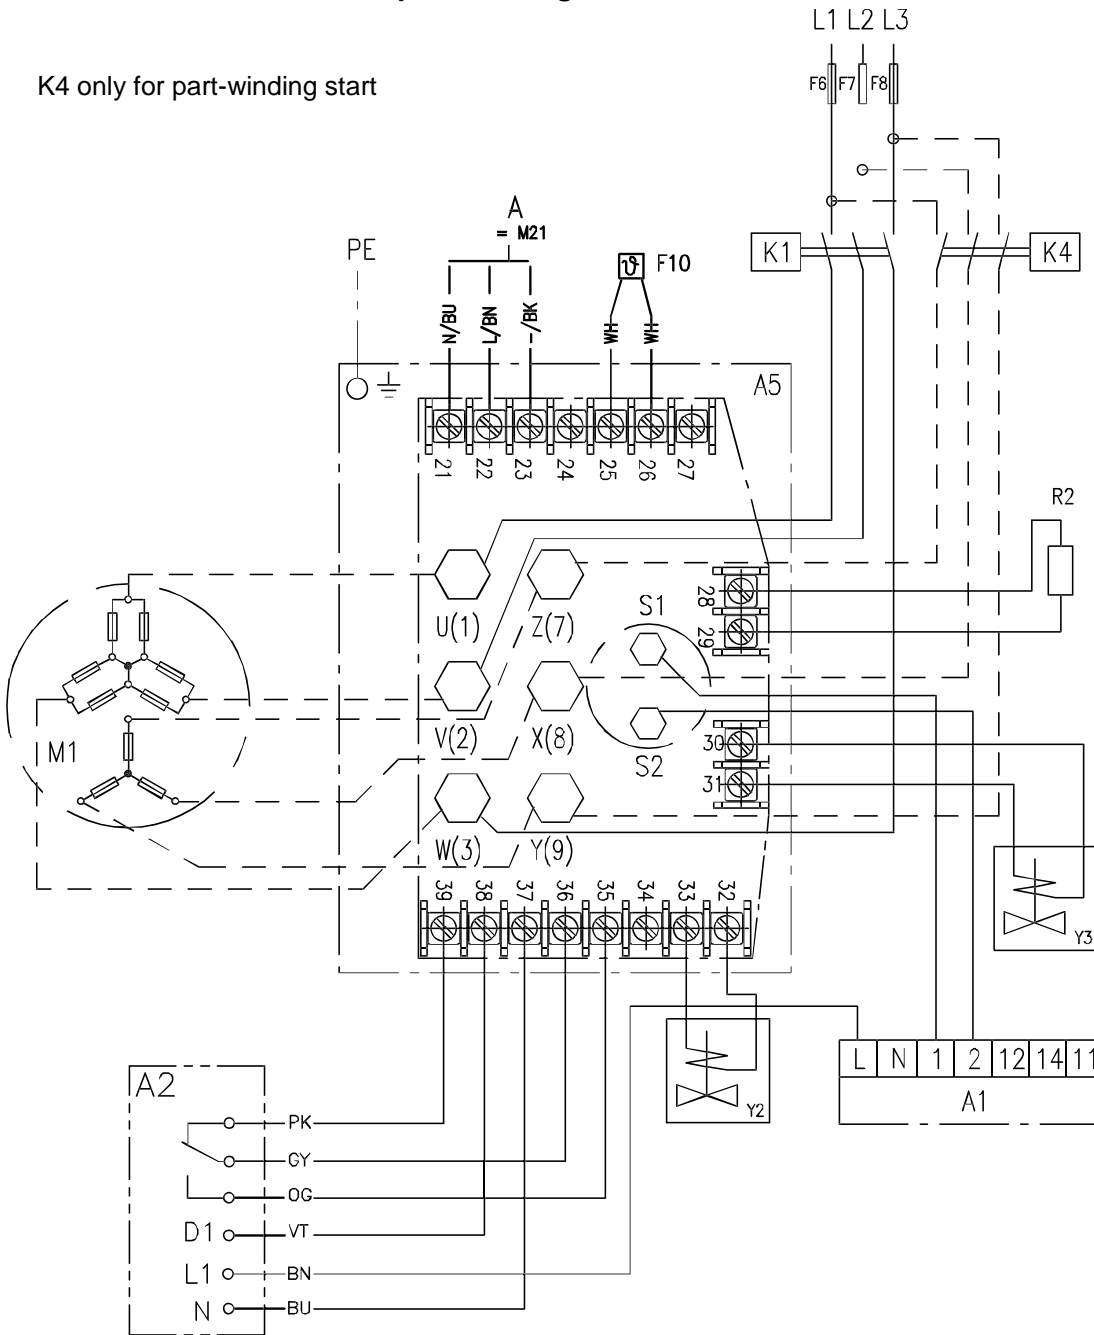 L1 L2 L3
K4 only for part-winding start
F6 F7 F8
A
= M21
PE
F10
K1
K4
N/BU
L/BN
-/BK
WH
WH
A5
21
22
23
24
25
26
27
R2
28
29
S1
U(1)
Z(7)
M1
V(2)
X(8)
S2
30
31
W(3)
Y(9)
39
38
37
36
35
34
33
32
Y3
Y2
L N 1 2 12 14 11
A1
A2
PK
GY
OG
D1
VT
L1
BN
N
BU